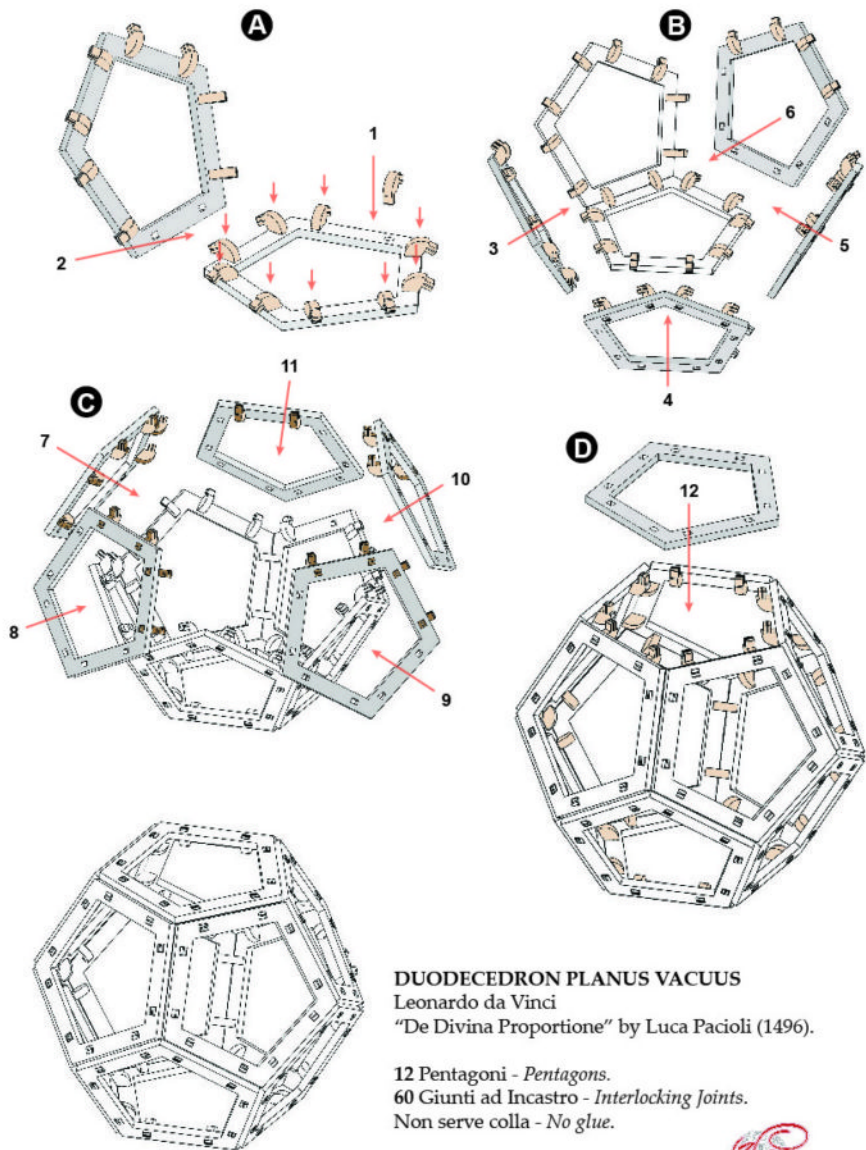 A
1
2
B
6
3
5
4
C
11
7
10
8
9
D
12
DUODECEDRON PLANUS VACUUS
Leonardo da Vinci
“De Divina Proportione” by Luca Pacioli (1496).
12 Pentagoni - Pentagons.
60 Giunti ad Incastro - Interlocking Joints.
Non serve colla - No glue.